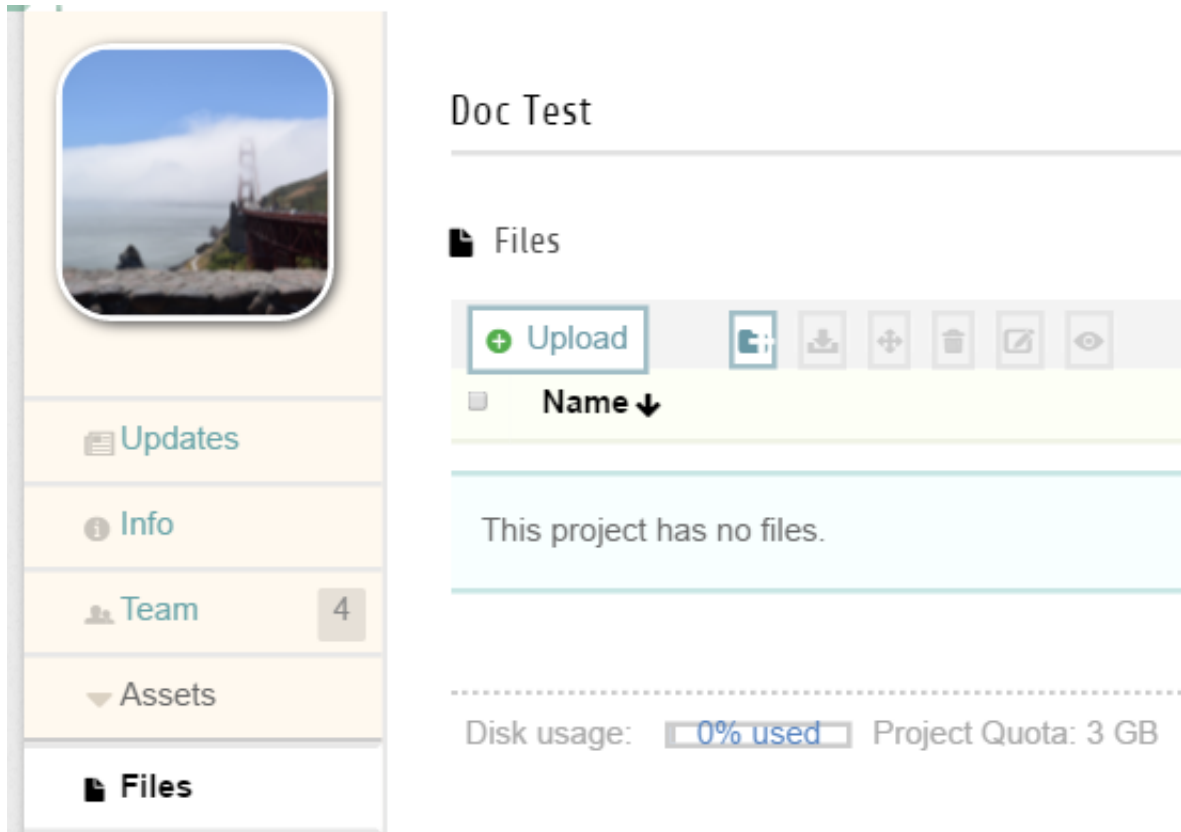 Doc Test
Files
Upload
Name
This project has no files.
Disk usage: 0% used Project Quota: 3 GB
Updates
Info
Team 4
Assets
Files